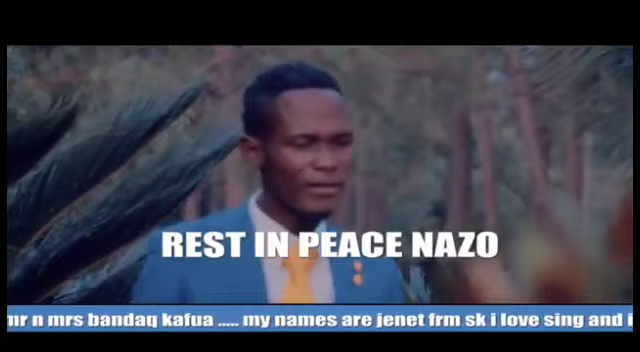 REST IN PEACE NAZO
mr n mrs bandaq kafua ..... my names are jenet frm sk i love sing and i